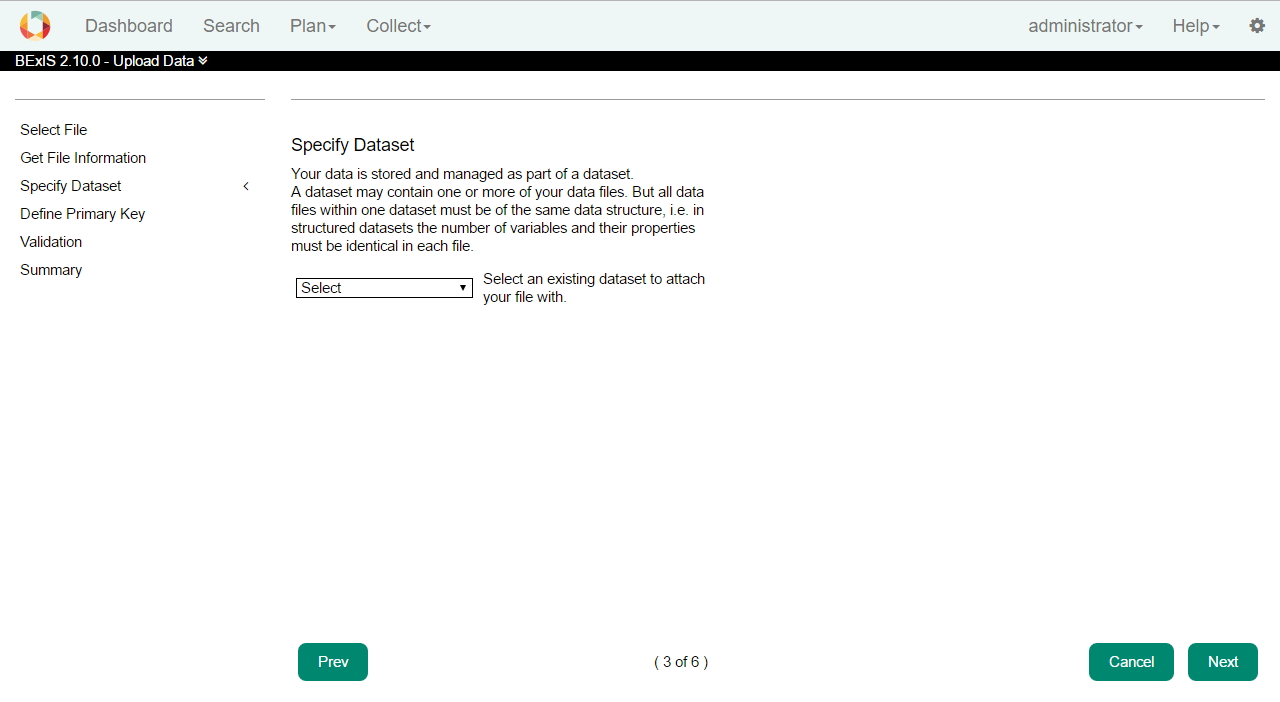 Dashboard Search Plan Collect administrator Help
BExIS 2.10.0 - Upload Data
Select File
Get File Information
Specify Dataset
Define Primary Key
Validation
Summary
Specify Dataset
Your data is stored and managed as part of a dataset.
A dataset may contain one or more of your data files. But all data
files within one dataset must be of the same data structure, i.e. in
structured datasets the number of variables and their properties
must be identical in each file.
Select
Select an existing dataset to attach
your file with.
Prev ( 3 of 6 ) Cancel Next